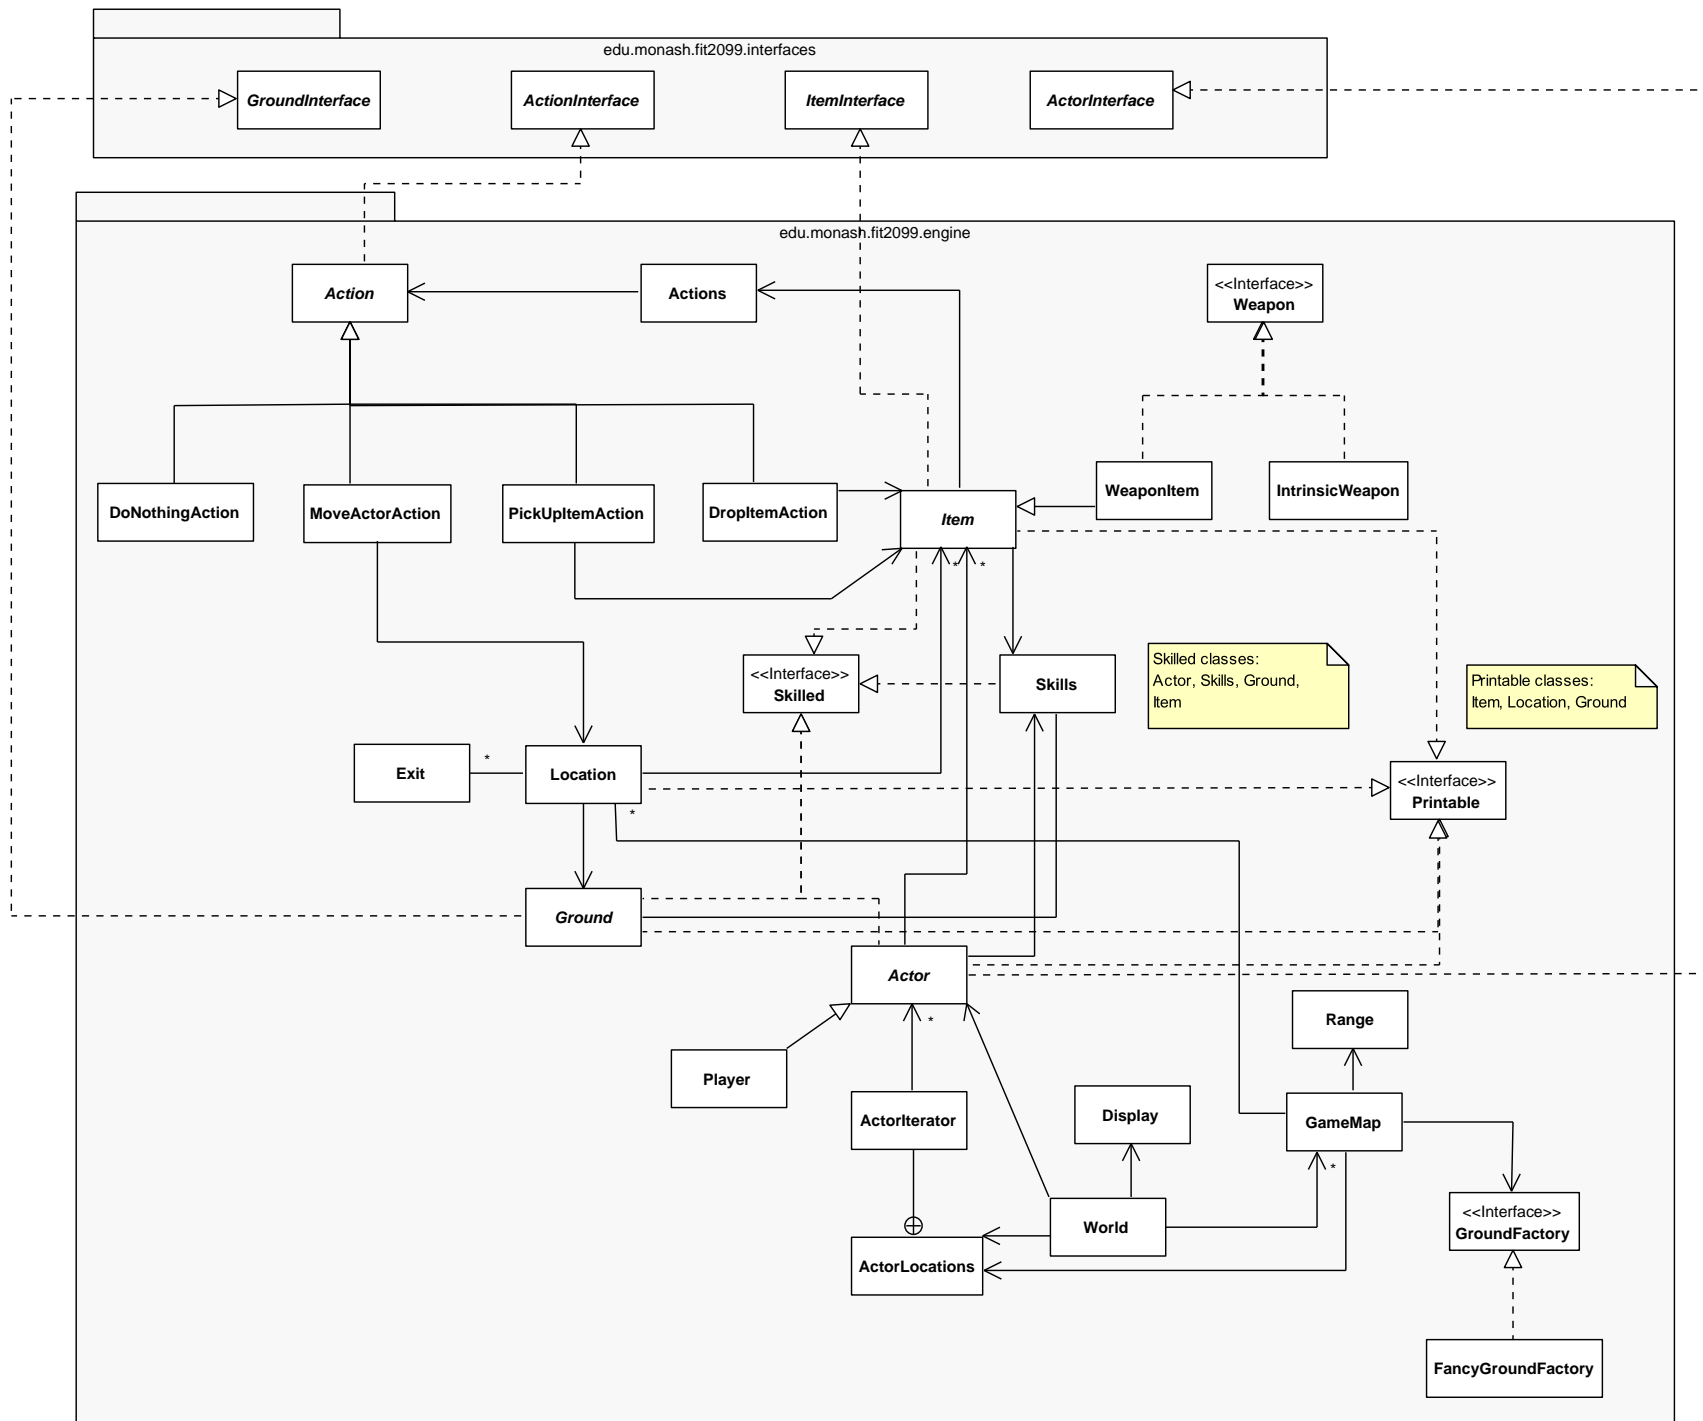 edu.monash.fit2099.interfaces
GroundInterface
ActionInterface
ItemInterface
ActorInterface
edu.monash.fit2099.engine
Action
Actions
<<Interface>>
Weapon
DoNothingAction
MoveActorAction
PickUpItemAction
DropItemAction
Item
WeaponItem
IntrinsicWeapon
*
*
<<Interface>>
Skilled
Skills
Skilled classes:
Actor, Skills, Ground,
Item
Printable classes:
Item, Location, Ground
Exit
*
Location
*
<<Interface>>
Printable
Ground
Actor
*
Player
ActorIterator
Display
Range
GameMap
*
World
ActorLocations
<<Interface>>
GroundFactory
FancyGroundFactory